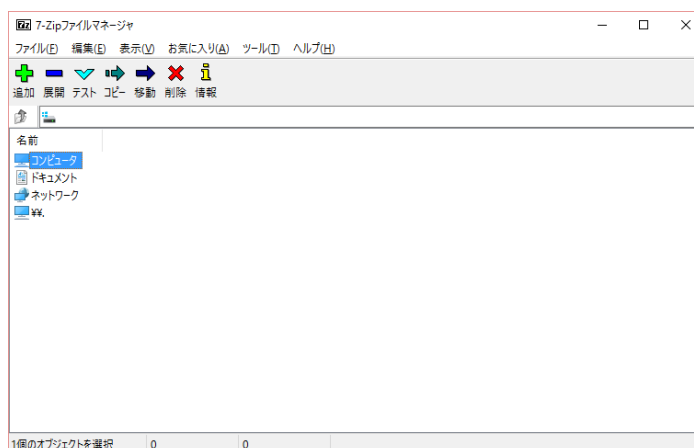 7z 7-Zipファイルマネージャ
ファイル(F) 編集(E) 表示(V) お気に入り(A) ツール(T) ヘルプ(H)
追加 展開 テスト コピー 移動 削除 情報
名前
コンピュータ
ドキュメント
ネットワーク
¥¥.
1個のオブジェクトを選択 0 0